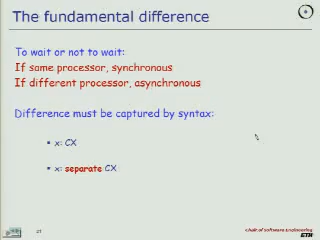 The fundamental difference
To wait or not to wait:
If same processor, synchronous
If different processor, asynchronous
Difference must be captured by syntax:
▪ x: CX
▪ x: separate CX
Chair of Software Engineering
ETH